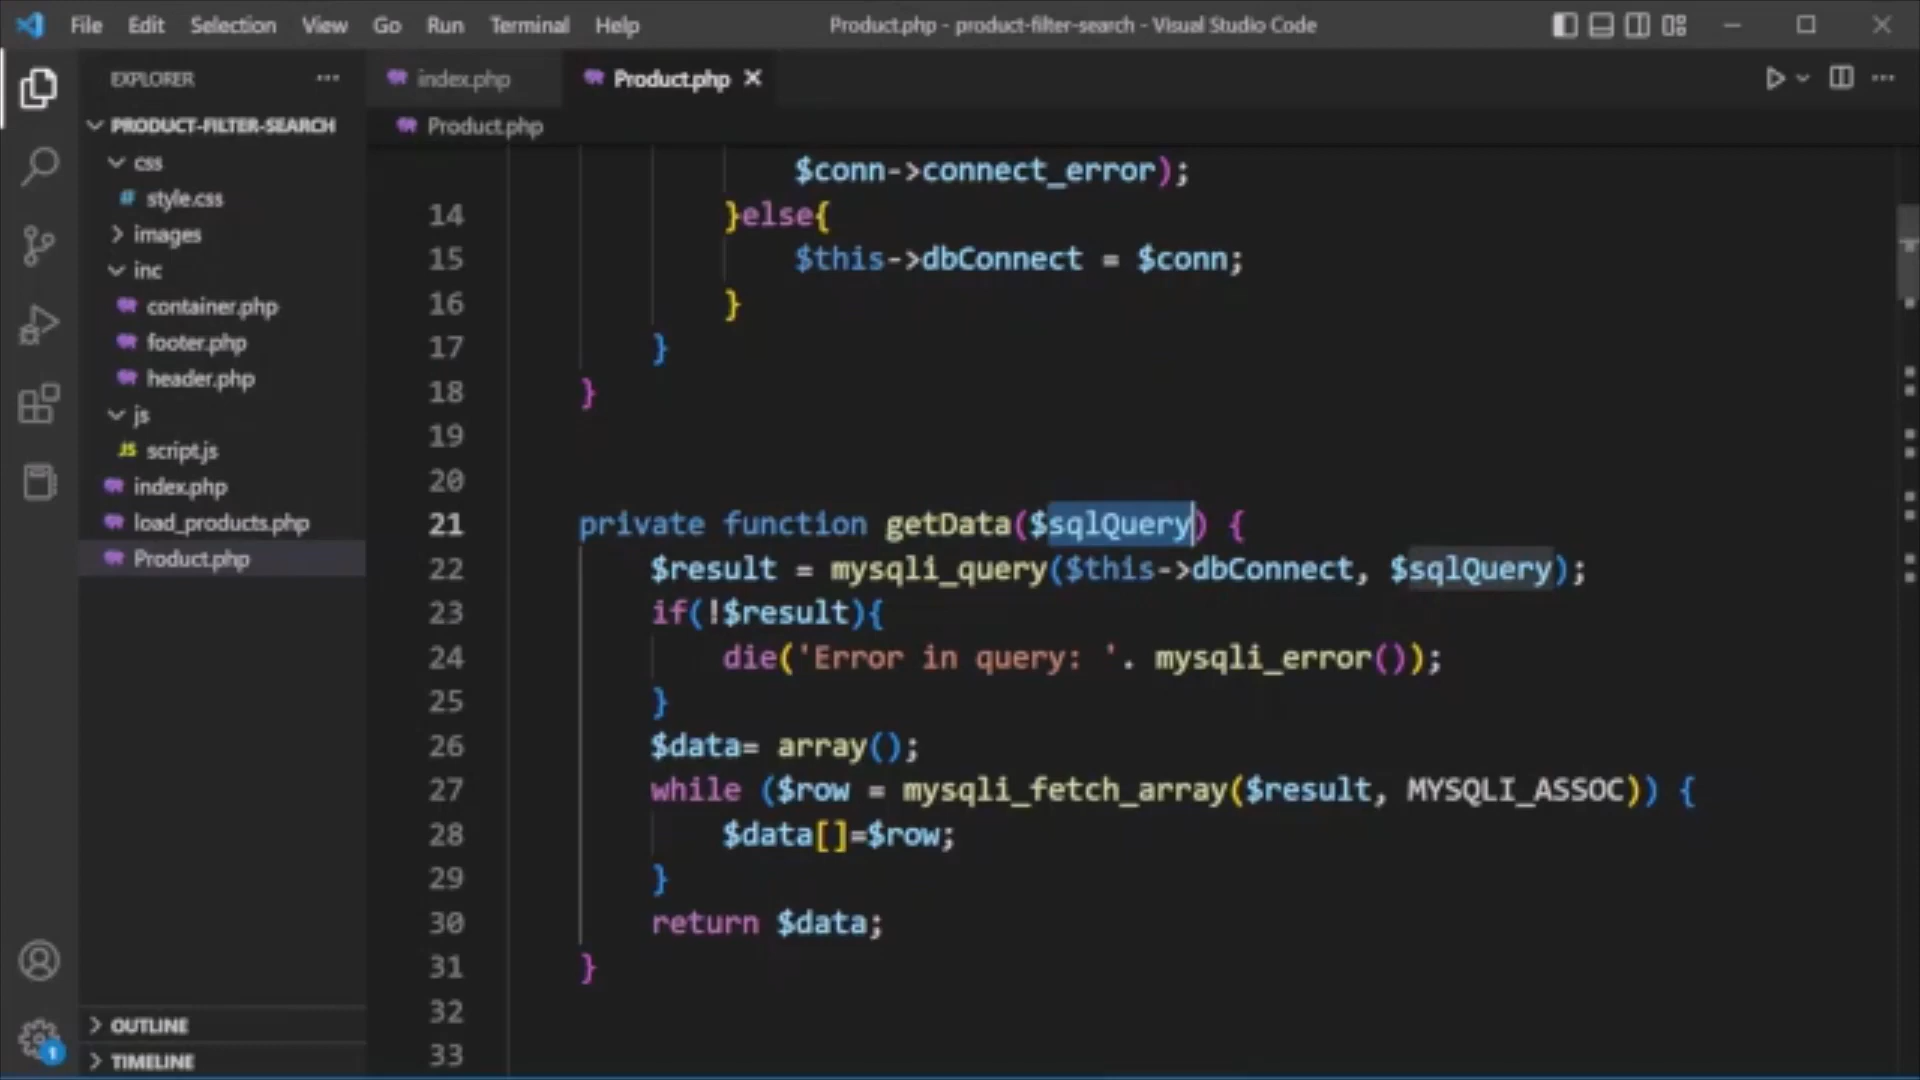 File Edit Selection View Go Run Terminal Help
Product.php - product-filter-search - Visual Studio Code
EXPLORER
PRODUCT-FILTER-SEARCH
css
# style.css
images
inc
container.php
footer.php
header.php
js
JS script.js
index.php
load_products.php
Product.php
OUTLINE
TIMELINE
1
index.php
Product.php
Product.php
$conn->connect_error);
14 }else{
15 $this->dbConnect = $conn;
16 }
17 }
18 }
19
20
21 private function getData($sqlQuery) {
22 $result = mysqli_query($this->dbConnect, $sqlQuery);
23 if(!$result){
24 die('Error in query: '. mysqli_error());
25 }
26 $data= array();
27 while ($row = mysqli_fetch_array($result, MYSQLI_ASSOC)) {
28 $data[]=$row;
29 }
30 return $data;
31 }
32
33